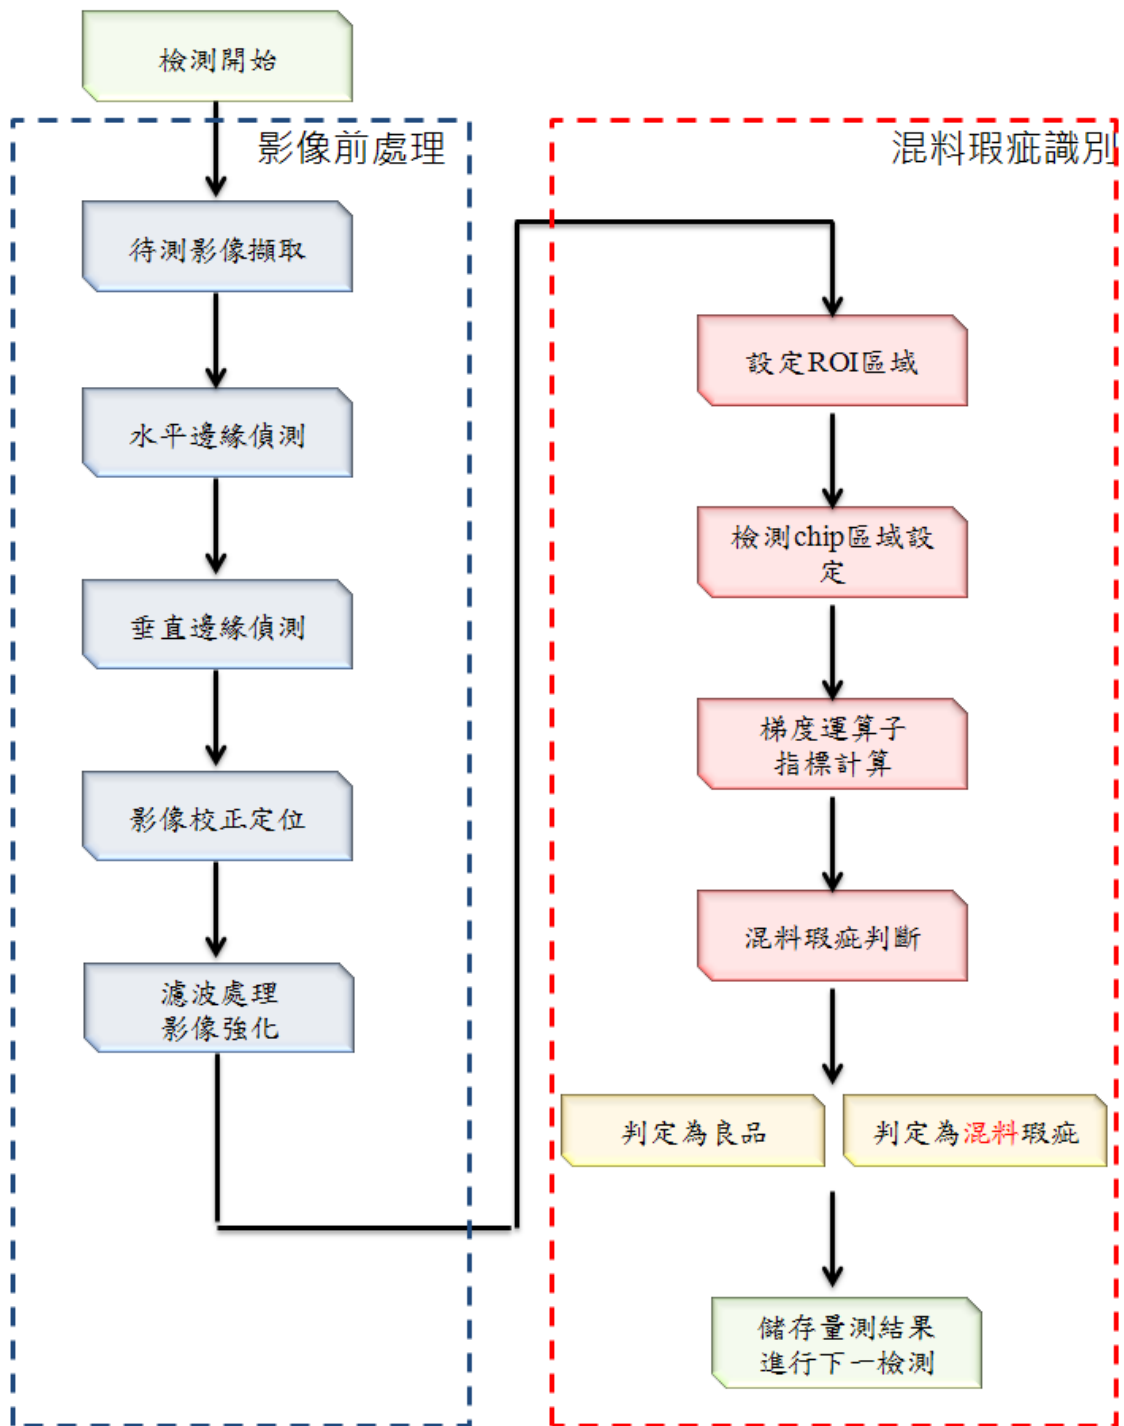 檢測開始
影像前處理
待測影像擷取
水平邊緣偵測
垂直邊緣偵測
影像校正定位
濾波處理
影像強化
混料瑕疵識別
設定ROI區域
檢測chip區域設
定
梯度運算子
指標計算
混料瑕疵判斷
判定為良品
判定為混料瑕疵
儲存量測結果
進行下一檢測